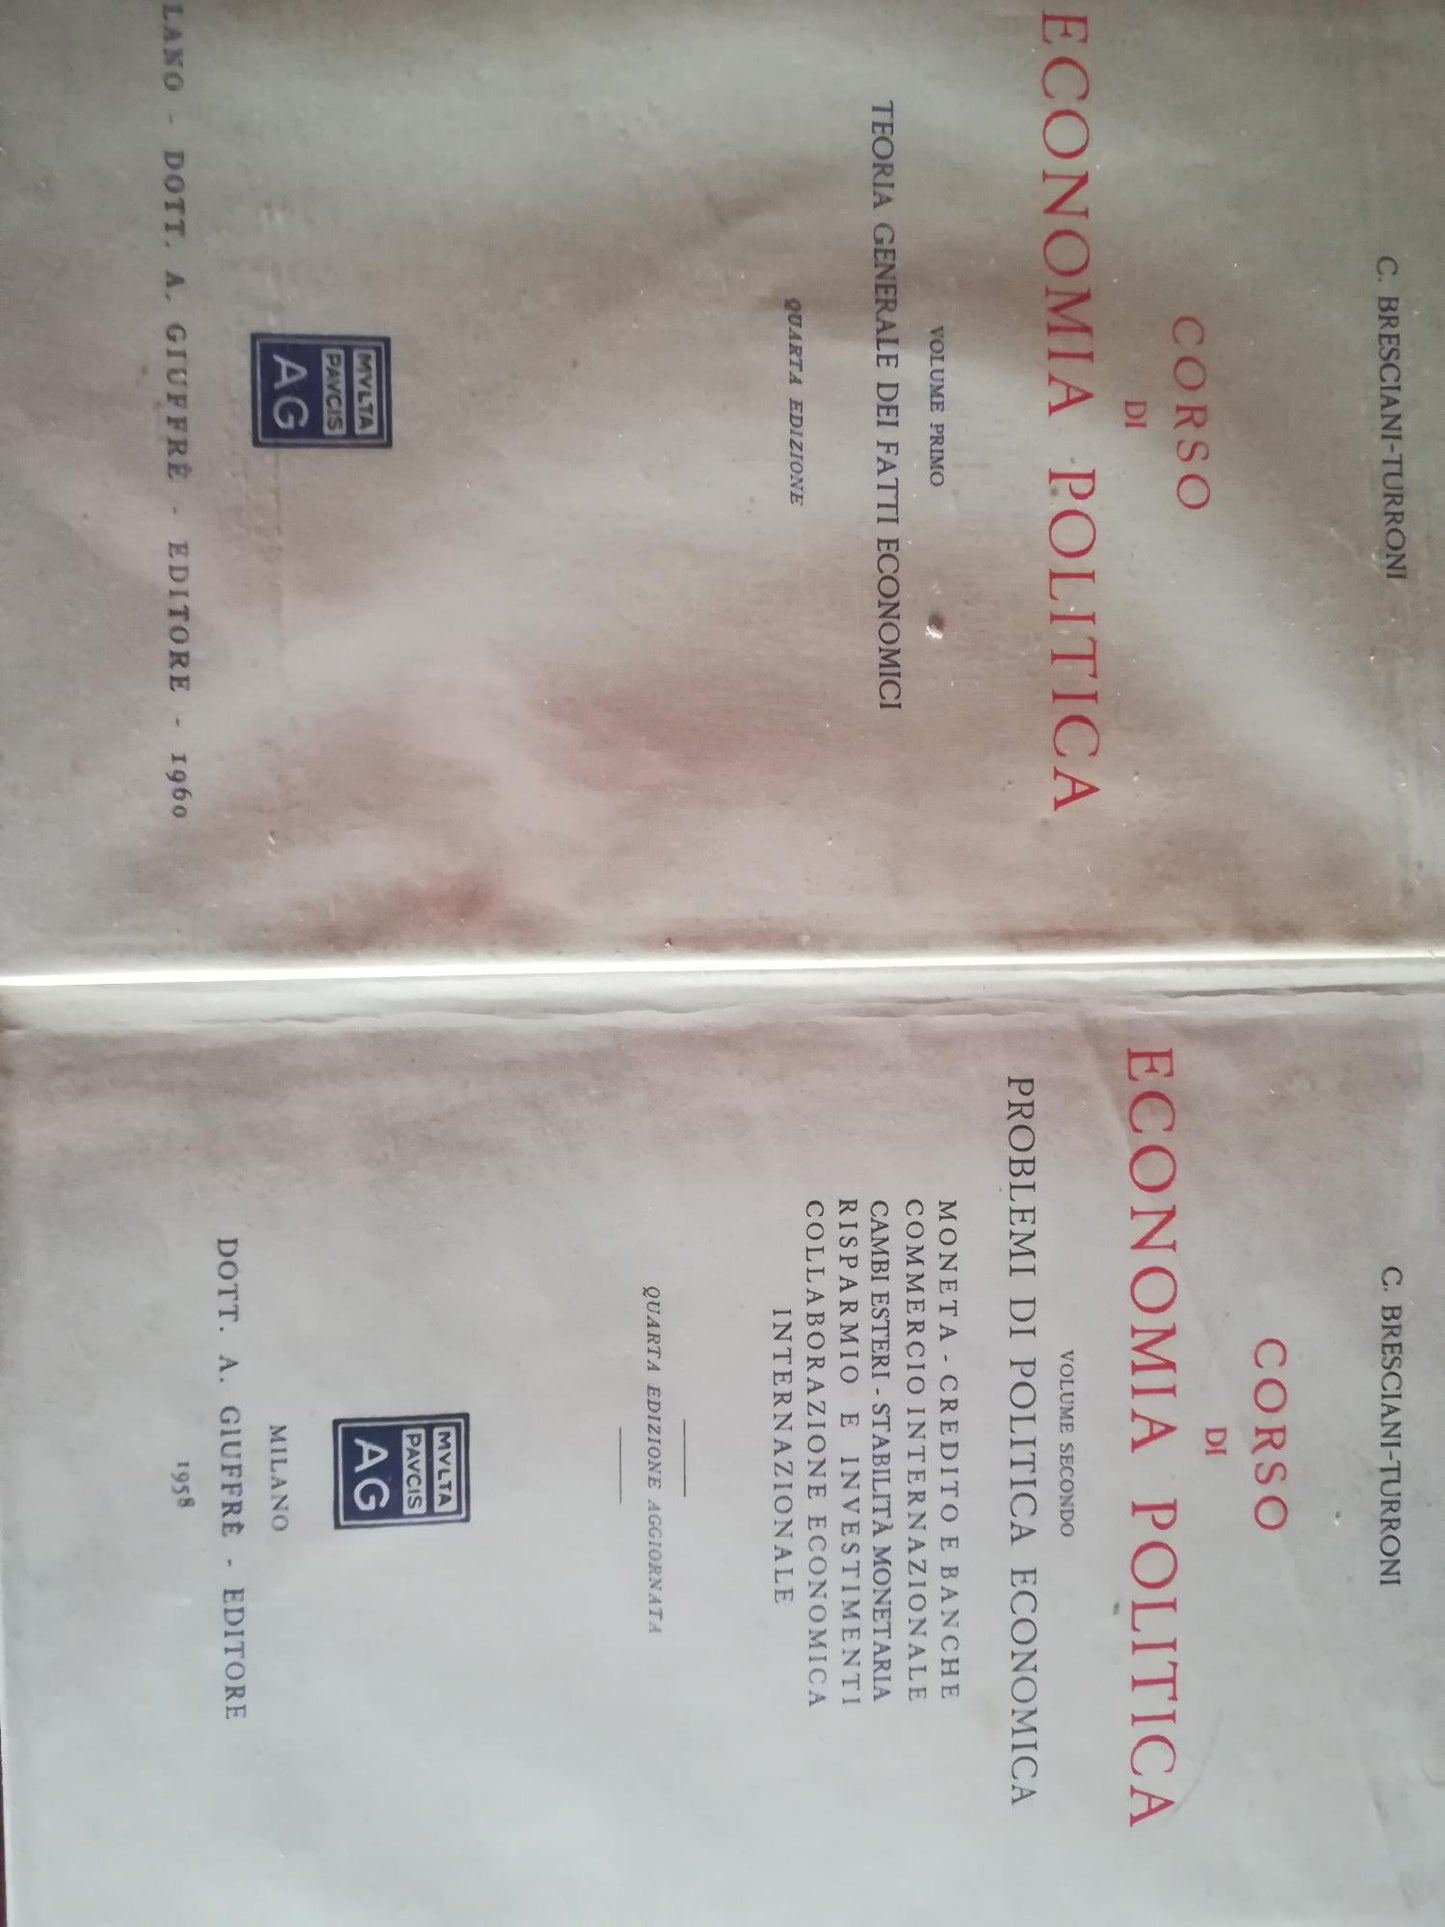 C. BRESCIANI-TURRONI
CORSO
DI
ECONOMIA POLITICA
VOLUME PRIMO
TEORIA GENERALE DEI FATTI ECONOMICI
QUARTA EDIZIONE
MVLTA
PAVCIS
AG
LANO - DOTT. A. GIUFFRÈ - EDITORE - 1960
C. BRESCIANI-TURRONI
CORSO
DI
ECONOMIA POLITICA
VOLUME SECONDO
PROBLEMI DI POLITICA ECONOMICA
MONETA - CREDITO E BANCHE
COMMERCIO INTERNAZIONALE
CAMBI ESTERI - STABILITÀ MONETARIA
RISPARMIO E INVESTIMENTI
COLLABORAZIONE ECONOMICA
INTERNAZIONALE
QUARTA EDIZIONE AGGIORNATA
MVLTA
PAVCIS
AG
MILANO
DOTT. A. GIUFFRÈ - EDITORE
1958